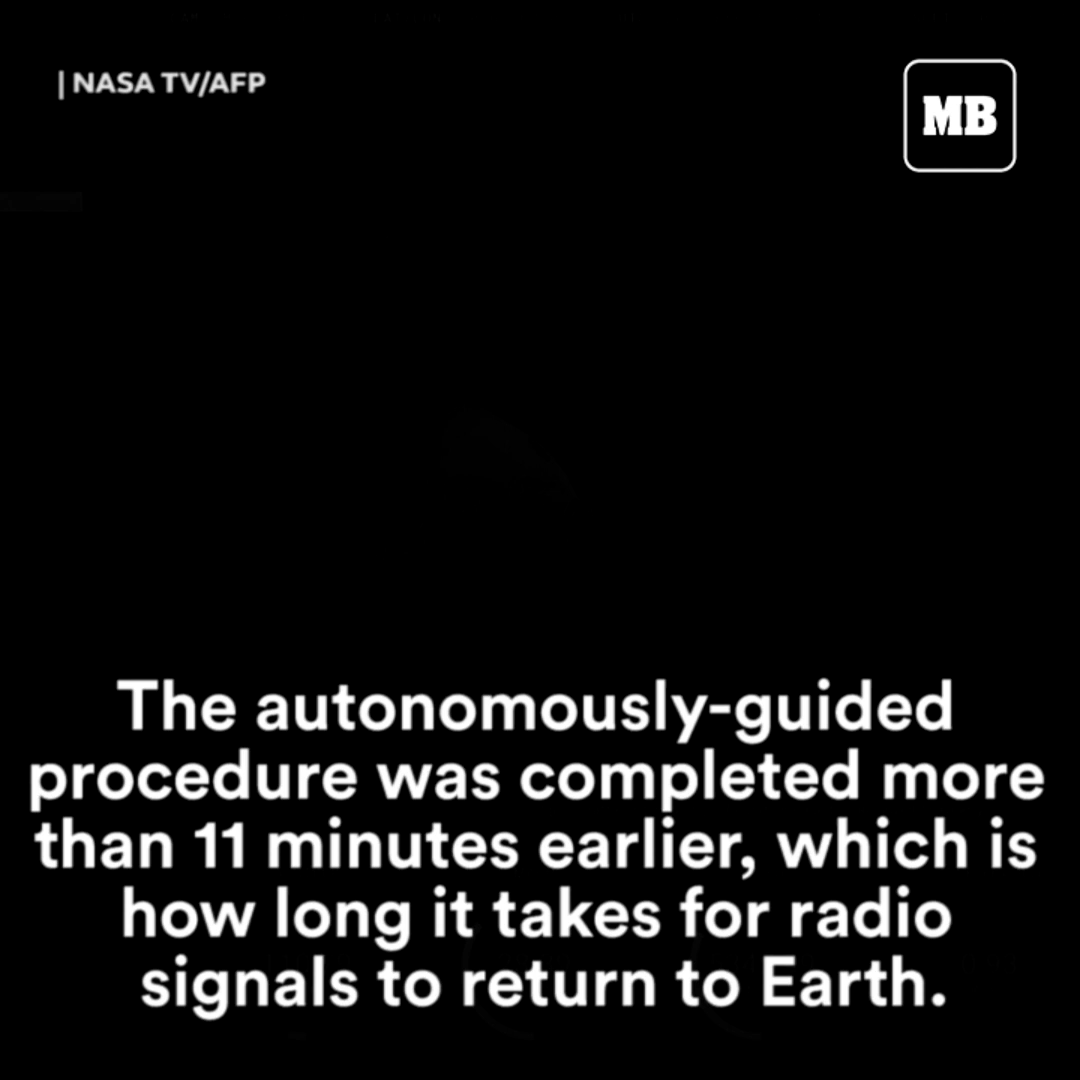 | NASA TV/AFP
MB
The autonomously-guided
procedure was completed more
than 11 minutes earlier, which is
how long it takes for radio
signals to return to Earth.